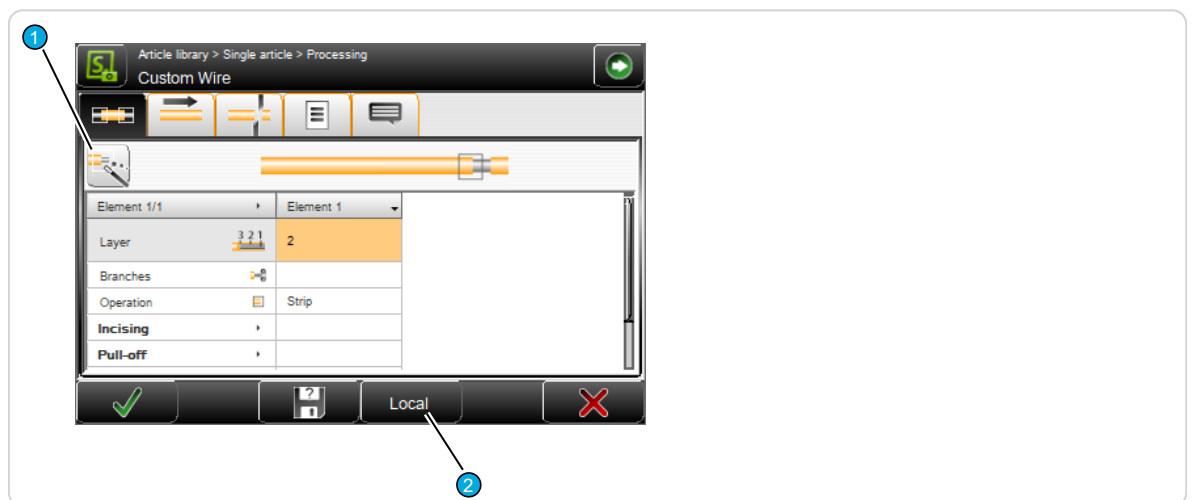 1
Article library > Single article > Processing
Custom Wire
Element 1/1 Element 1
Layer 3 2 1 2
Branches
Operation Strip
Incising
Pull-off
? Local
2